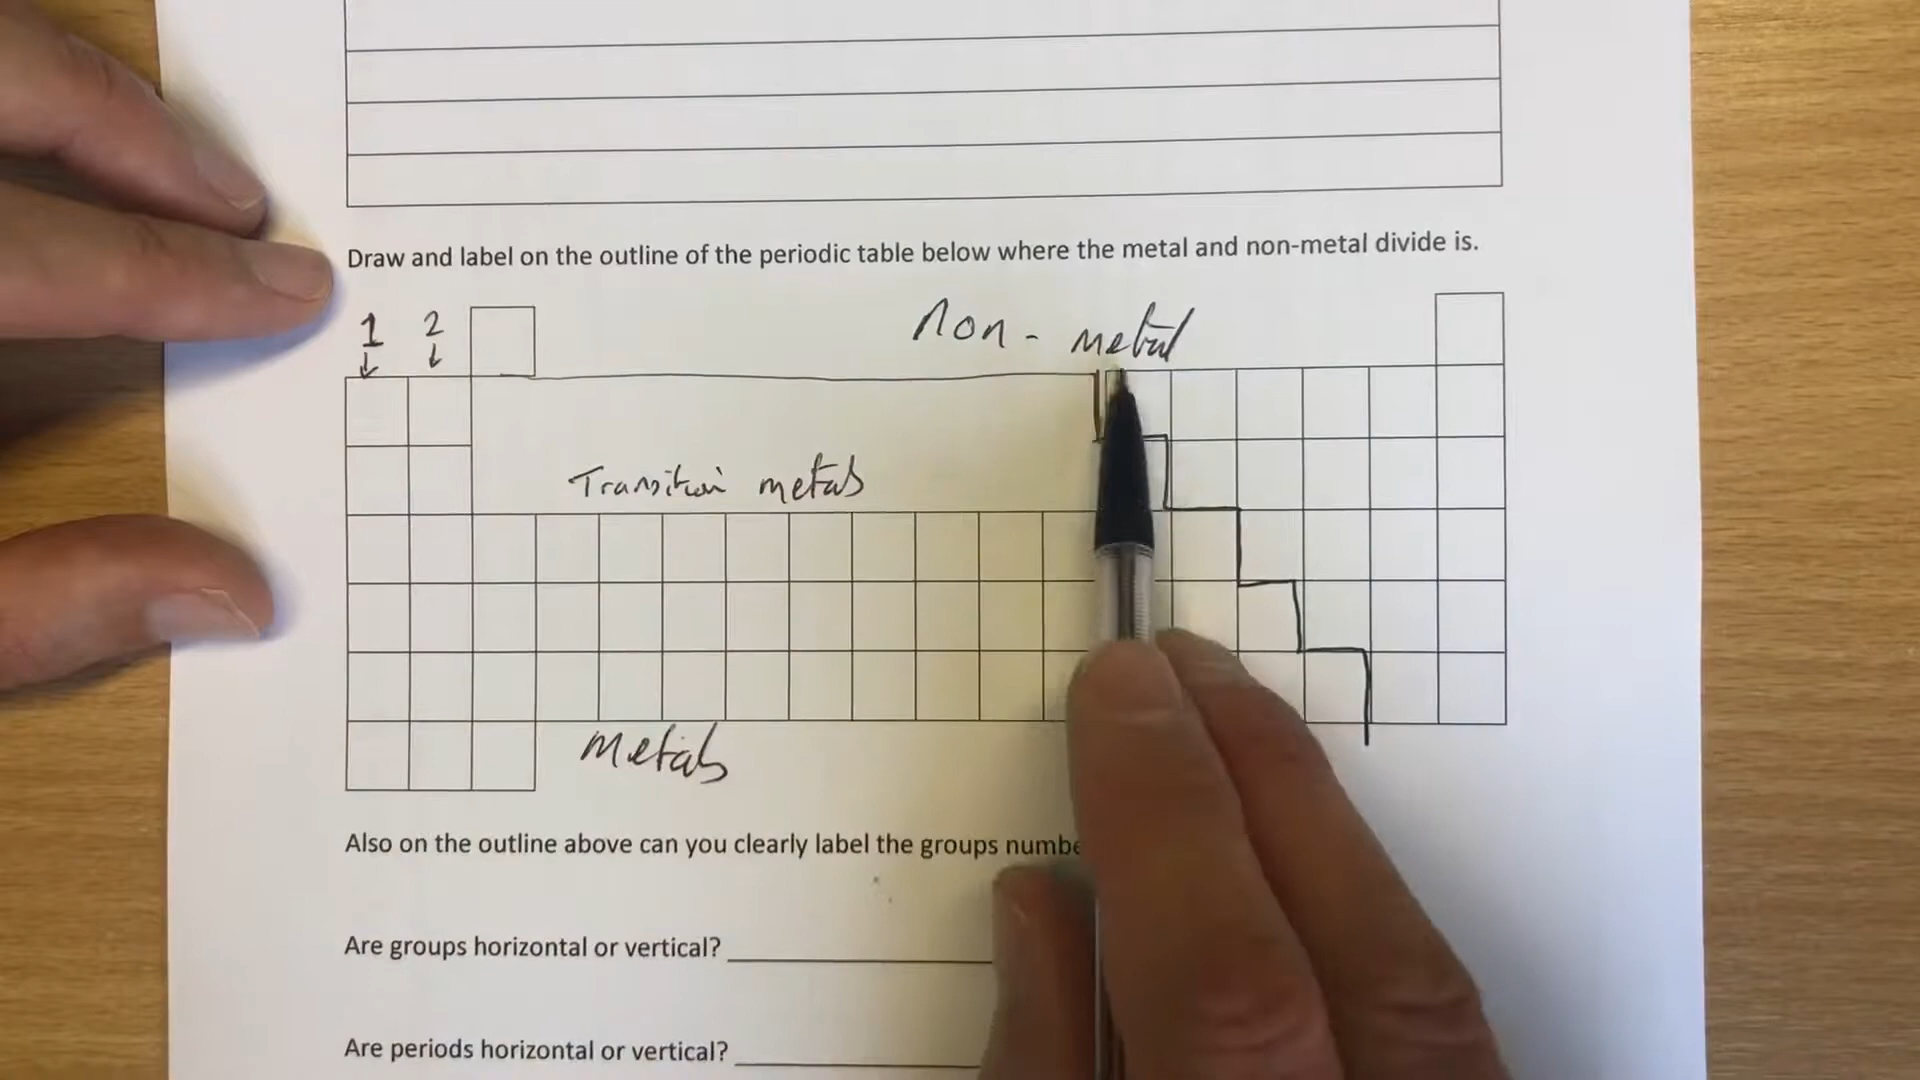 Draw and label on the outline of the periodic table below where the metal and non-metal divide is.
1 2 non - metal
Transition metals
metals
Also on the outline above can you clearly label the groups numbe
Are groups horizontal or vertical?
Are periods horizontal or vertical?